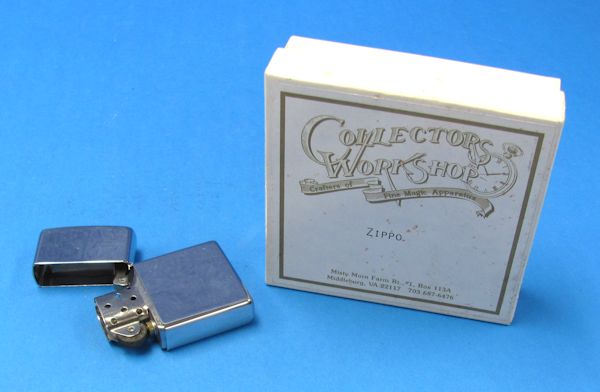 Collectors
Workshop
Crafters of Fine Magic Apparatus
ZIPPO
Misty Morn Farm Rt. #1, Box 113A
Middleburg, VA. 22117 703 687-6476